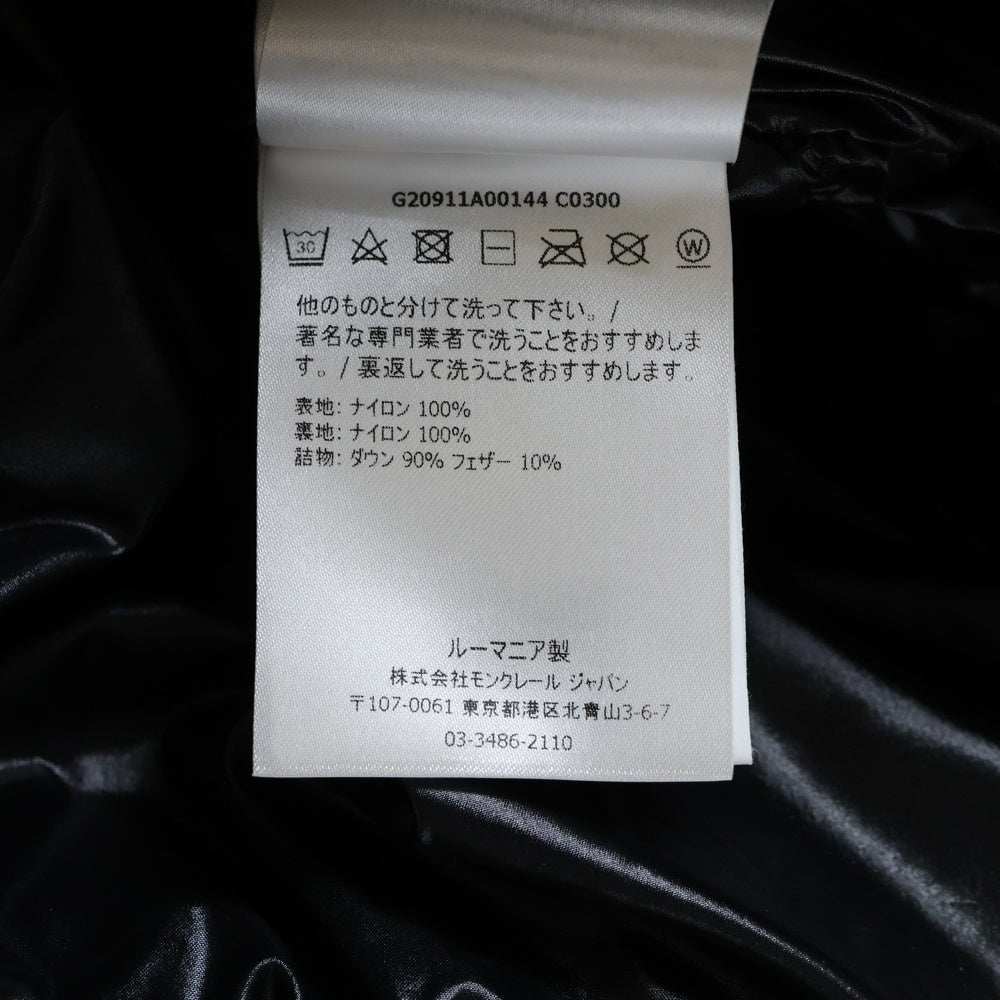 G20911A00144 C0300
30
W
他のものと分けて洗って下さい。/
著名な専門業者で洗うことをおすすめしま
す。/ 裏返して洗うことをおすすめします。
表地: ナイロン 100%
裏地: ナイロン 100%
詰物: ダウン 90% フェザー 10%
ルーマニア製
株式会社モンクレール ジャパン
〒107-0061 東京都港区北青山3-6-7
03-3486-2110